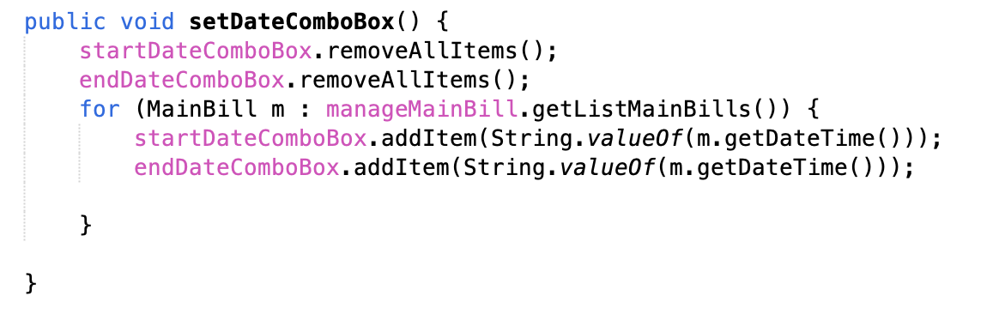 public void setDateComboBox() {
    startDateComboBox.removeAllItems();
    endDateComboBox.removeAllItems();
    for (MainBill m : manageMainBill.getListMainBills()) {
        startDateComboBox.addItem(String.valueOf(m.getDateTime()));
        endDateComboBox.addItem(String.valueOf(m.getDateTime()));
    }
}